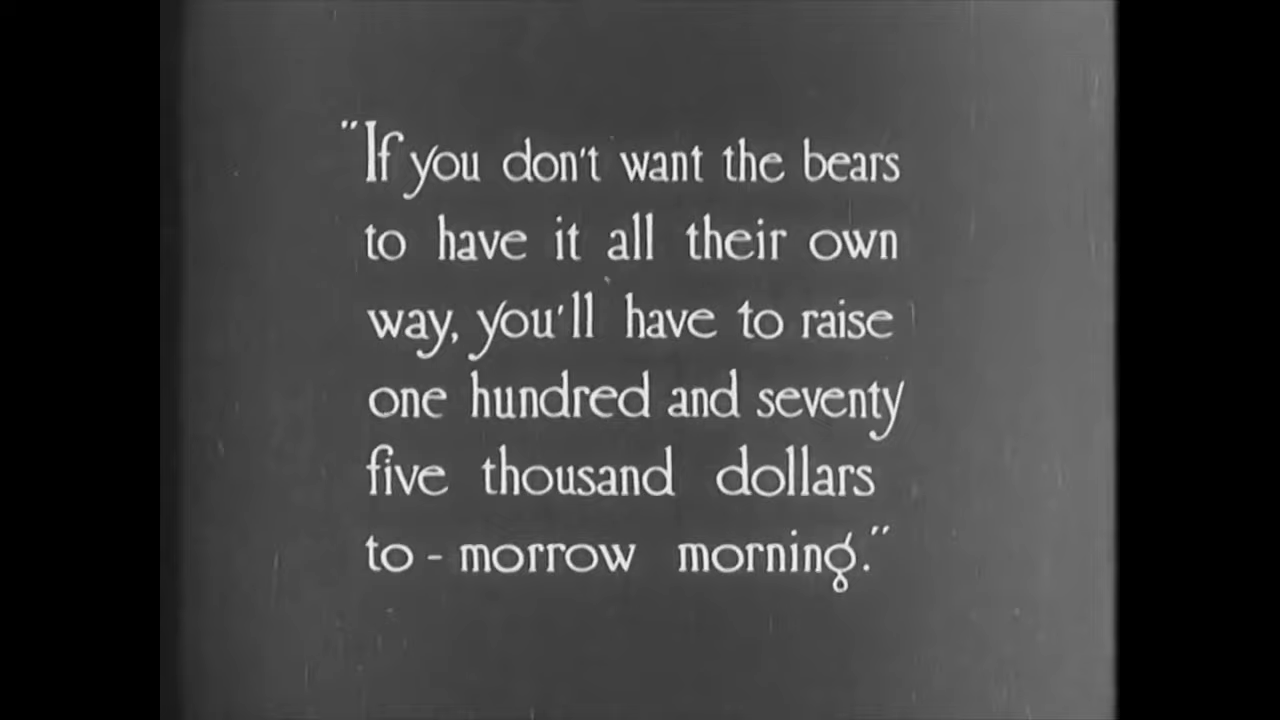 "If you don't want the bears
to have it all their own
way, you'll have to raise
one hundred and seventy
five thousand dollars
to - morrow morning."